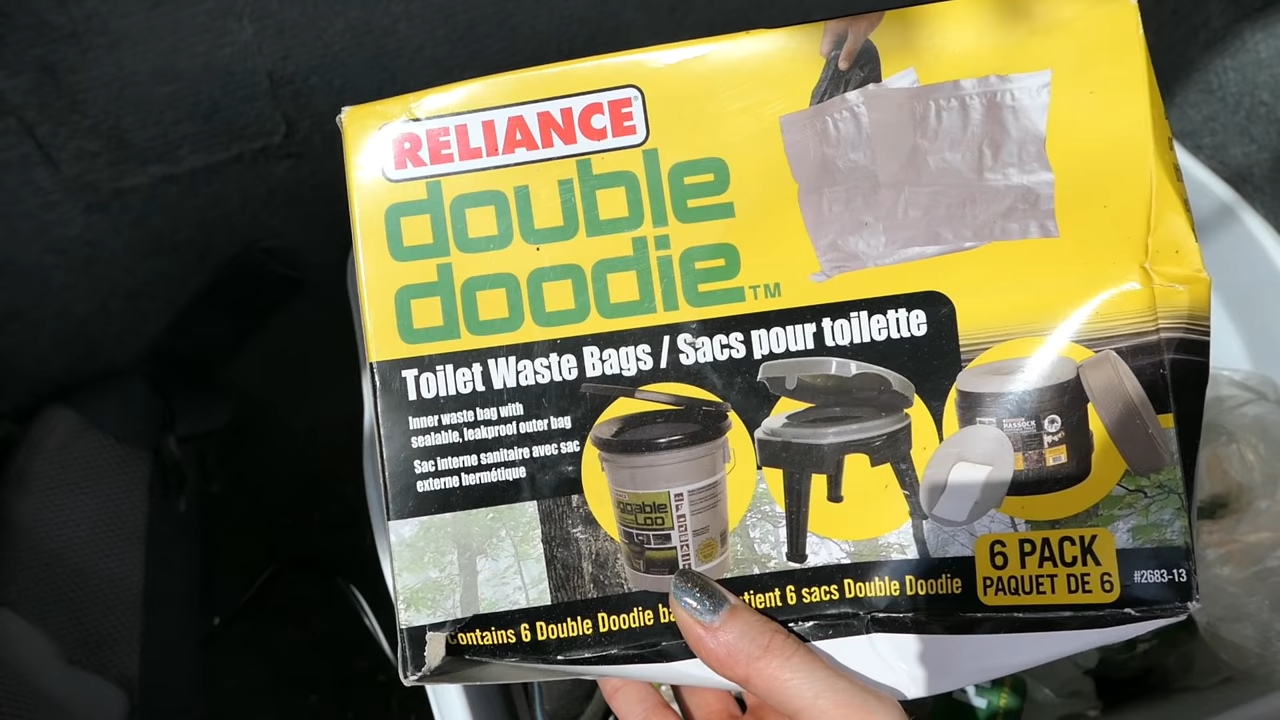 RELIANCE
double
doodie™
Toilet Waste Bags / Sacs pour toilette
Inner waste bag with
sealable, leakproof outer bag
Sac interne sanitaire avec sac
externe hermétique
Loo
HASSOCK
6 PACK
PAQUET DE 6
#2683-13
Contains 6 Double Doodie 6 sacs Double Doodie